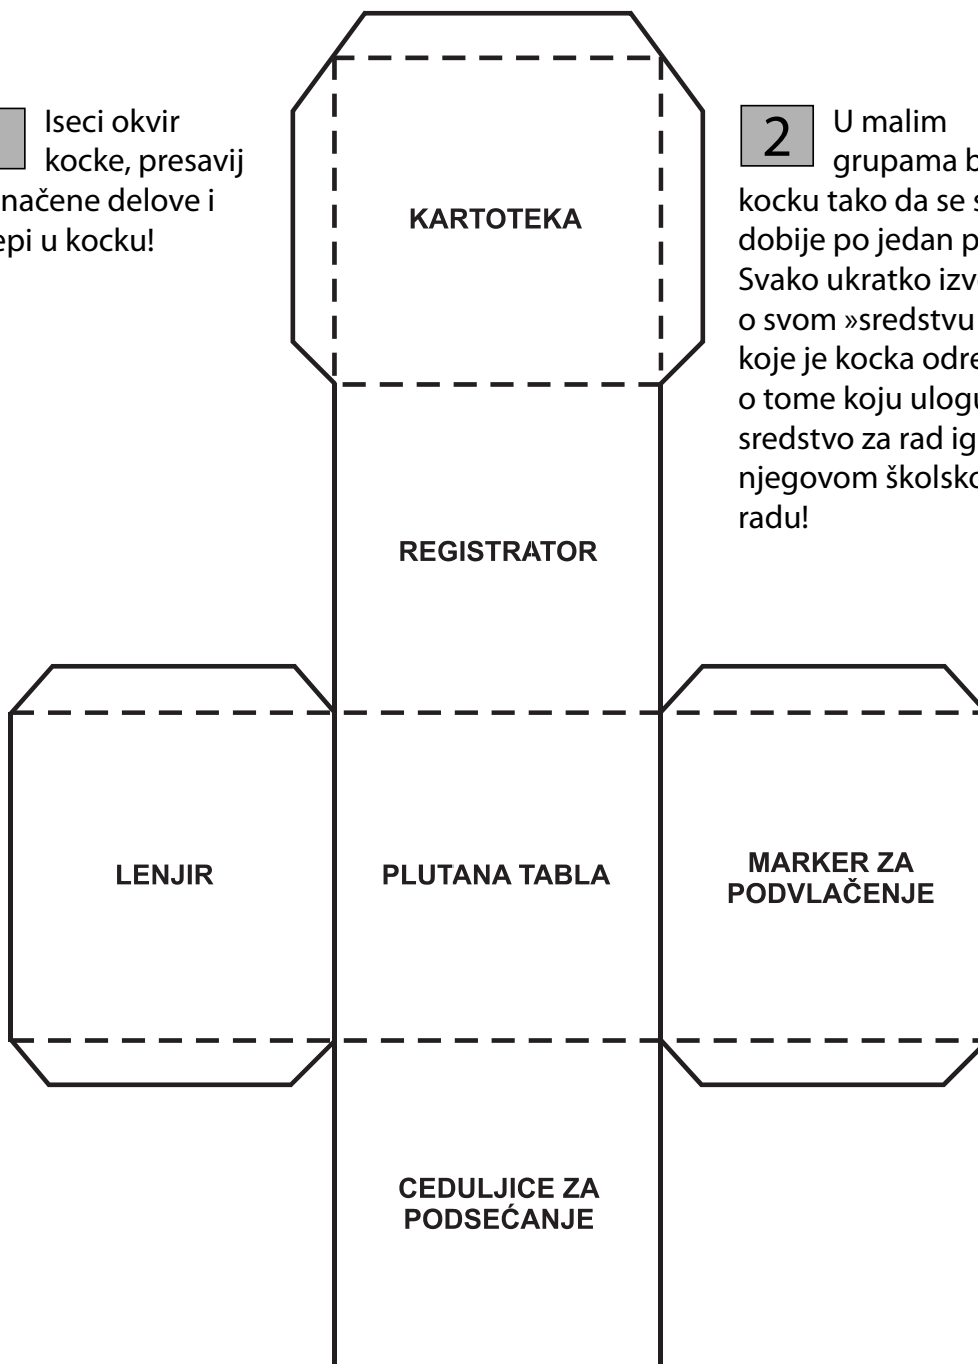 Iseci okvir
kocke, presavij
načene delove i
epi u kocku!
2
U malim
grupama b
kocku tako da se s
dobije po jedan p
Svako ukratko izv
o svom »sredstvu
koje je kocka odre
o tome koju ulogu
sredstvo za rad ig
njegovom školsko
radu!
KARTOTEKA
REGISTRATOR
LENJIR
PLUTANA TABLA
MARKER ZA
PODVLAČENJE
CEDULJICE ZA
PODSEĆANJE